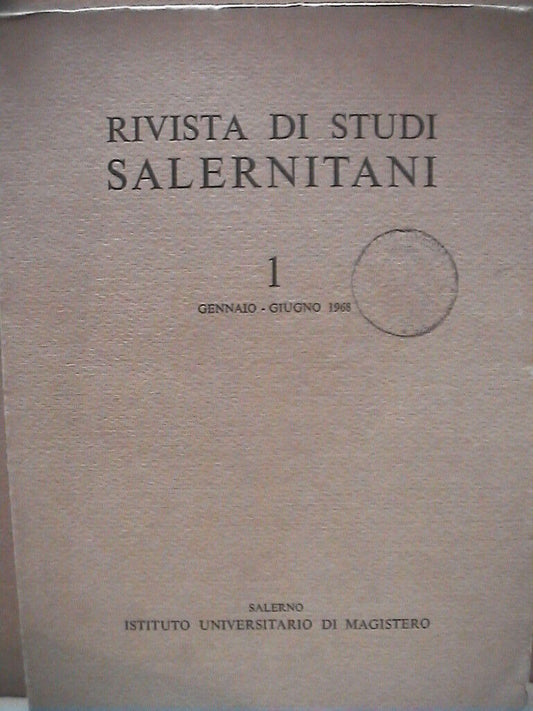 RIVISTA DI STUDI
SALERNITANI
1
GENNAIO - GIUGNO 1968
SALERNO
ISTITUTO UNIVERSITARIO DI MAGISTERO